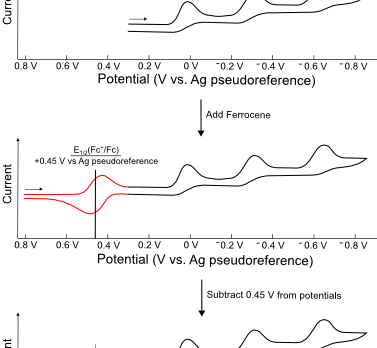 Current
0.8 V 0.6 V 0.4 V 0.2 V 0 V -0.2 V -0.4 V -0.6 V -0.8 V
Potential (V vs. Ag pseudoreference)
Add Ferrocene
E1/2(Fc+/Fc)
+0.45 V vs Ag pseudoreference
Current
0.8 V 0.6 V 0.4 V 0.2 V 0 V -0.2 V -0.4 V -0.6 V -0.8 V
Potential (V vs. Ag pseudoreference)
Subtract 0.45 V from potentials